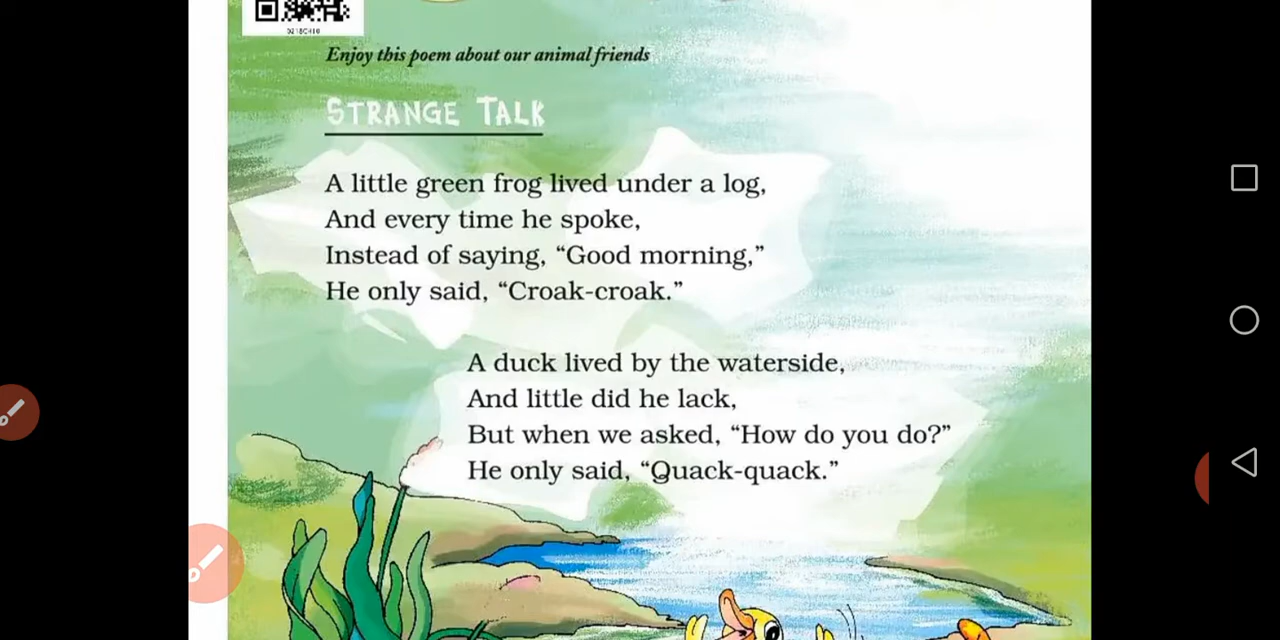 Enjoy this poem about our animal friends
STRANGE TALK
A little green frog lived under a log,
And every time he spoke,
Instead of saying, “Good morning,”
He only said, “Croak-croak.”
A duck lived by the waterside,
And little did he lack,
But when we asked, “How do you do?”
He only said, “Quack-quack.”